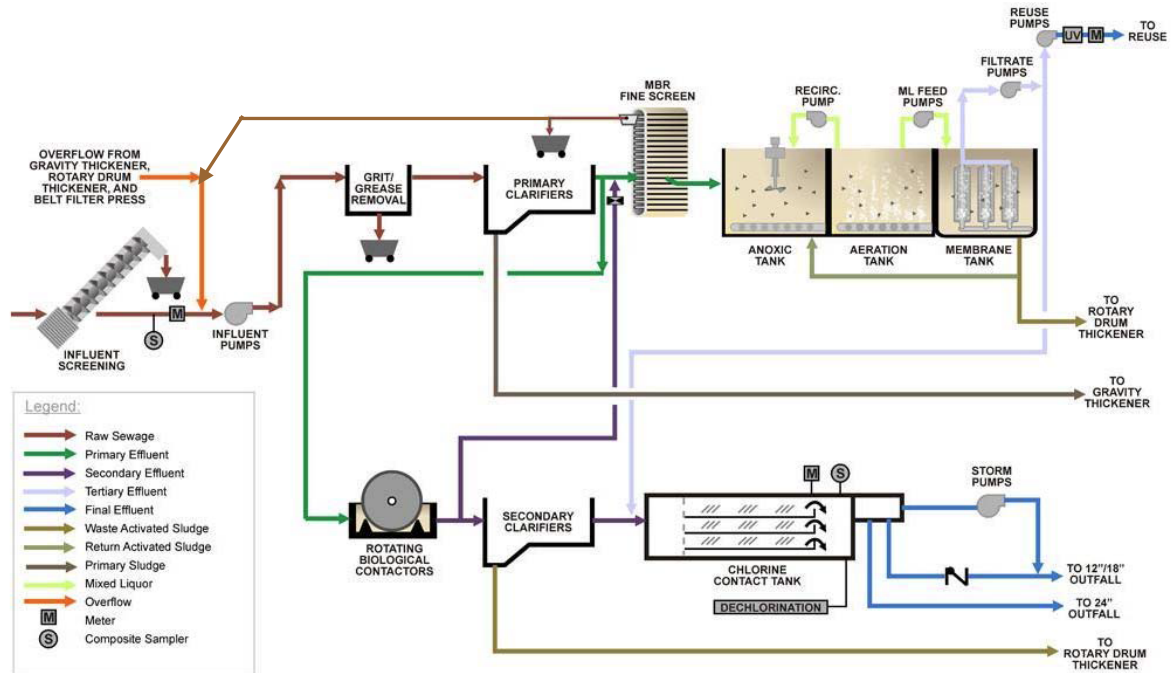 REUSE
PUMPS
UV
M
TO
REUSE
FILTRATE
PUMPS
MBR
FINE SCREEN
RECIRC.
PUMP
ML FEED
PUMPS
OVERFLOW FROM
GRAVITY THICKENER,
ROTARY DRUM
THICKENER, AND
BELT FILTER PRESS
GRIT/
GREASE
REMOVAL
PRIMARY
CLARIFIERS
ANOXIC
TANK
AERATION
TANK
MEMBRANE
TANK
M
S
INFLUENT
PUMPS
INFLUENT
SCREENING
TO
ROTARY
DRUM
THICKENER
TO
GRAVITY
THICKENER
Legend:
Raw Sewage
Primary Effluent
Secondary Effluent
Tertiary Effluent
Final Effluent
Waste Activated Sludge
Return Activated Sludge
Primary Sludge
Mixed Liquor
Overflow
M Meter
S Composite Sampler
ROTATING
BIOLOGICAL
CONTACTORS
SECONDARY
CLARIFIERS
M
S
CHLORINE
CONTACT TANK
DECHLORINATION
STORM
PUMPS
TO 12"/18"
OUTFALL
TO 24"
OUTFALL
TO
ROTARY DRUM
THICKENER